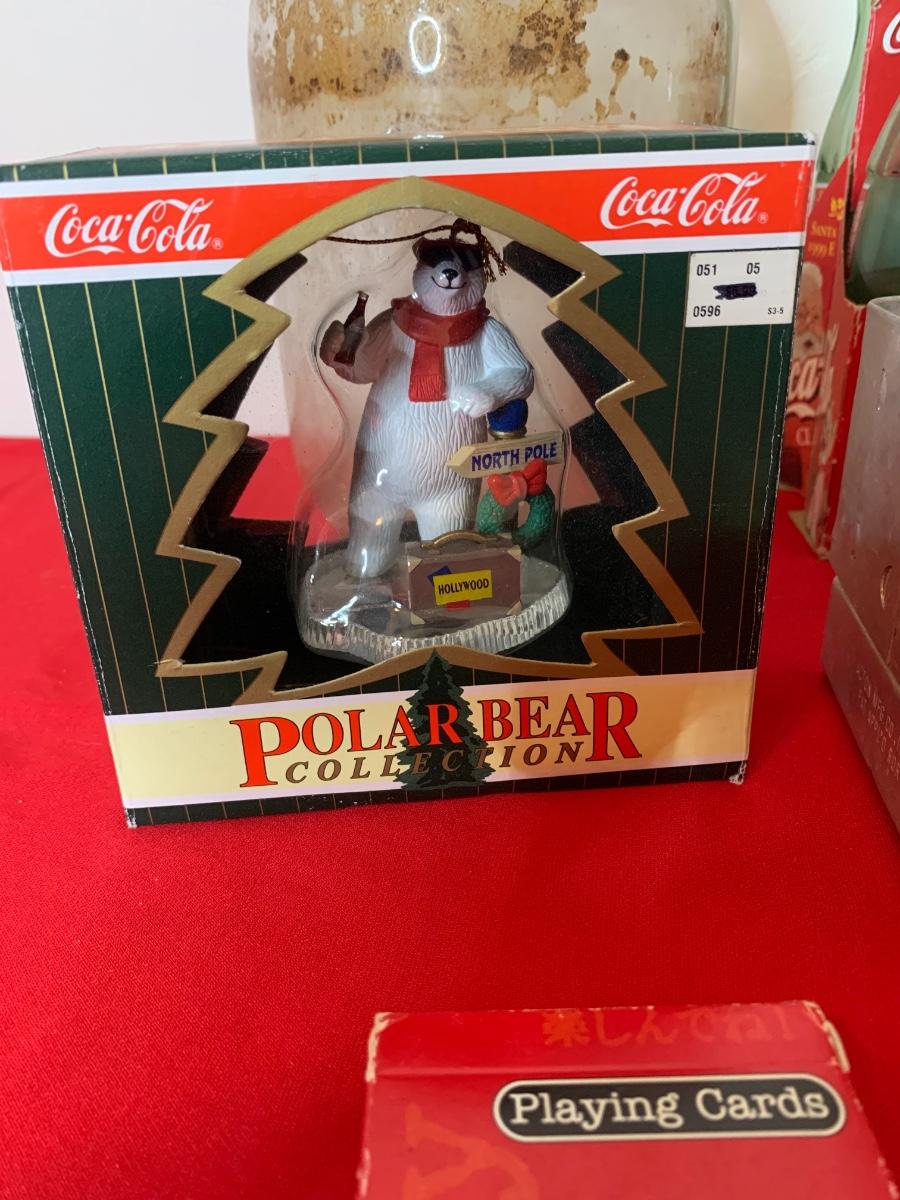 Coca-Cola®
Coca-Cola®
051 05
0596 S3-5
NORTH POLE
HOLLYWOOD
POLAR BEAR
COLLECTION
SANTA
楽しんでね!
Playing Cards